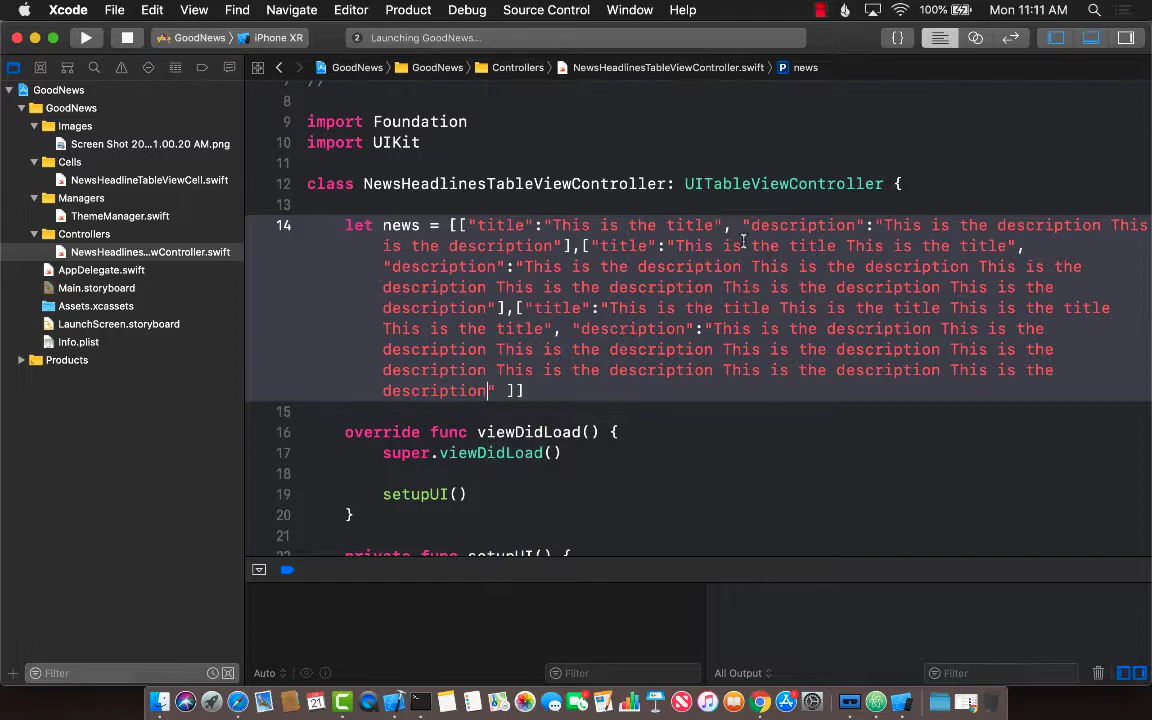 Xcode File Edit View Find Navigate Editor Product Debug Source Control Window Help 100% Mon 11:11 AM
GoodNews iPhone XR 2 Launching GoodNews...
GoodNews GoodNews Controllers NewsHeadlinesTableViewController.swift P news
GoodNews
GoodNews
Images
Screen Shot 20...1.00.20 AM.png
Cells
NewsHeadlineTableViewCell.swift
Managers
ThemeManager.swift
Controllers
NewsHeadlines...wController.swift
AppDelegate.swift
Main.storyboard
Assets.xcassets
LaunchScreen.storyboard
Info.plist
Products
Filter
//
8
9 import Foundation
10 import UIKit
11
12 class NewsHeadlinesTableViewController: UITableViewController {
13
14 let news = [["title":"This is the title", "description":"This is the description This
is the description"],["title":"This is the title This is the title",
"description":"This is the description This is the description This is the
description This is the description This is the description This is the
description"],["title":"This is the title This is the title This is the title
This is the title", "description":"This is the description This is the
description This is the description This is the description This is the
description This is the description This is the description This is the
description" ]]
15
16 override func viewDidLoad() {
17 super.viewDidLoad()
18
19 setupUI()
20 }
21
private func setupUI() {
Auto Filter All Output Filter